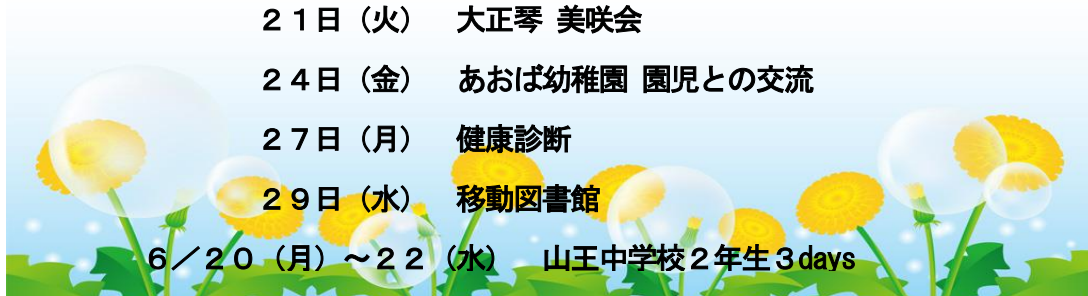 ２１日（火）　大正琴 美咲会
２４日（金）　あおば幼稚園 園児との交流
２７日（月）　健康診断
２９日（水）　移動図書館
６／２０（月）～２２（水）　山王中学校２年生３days